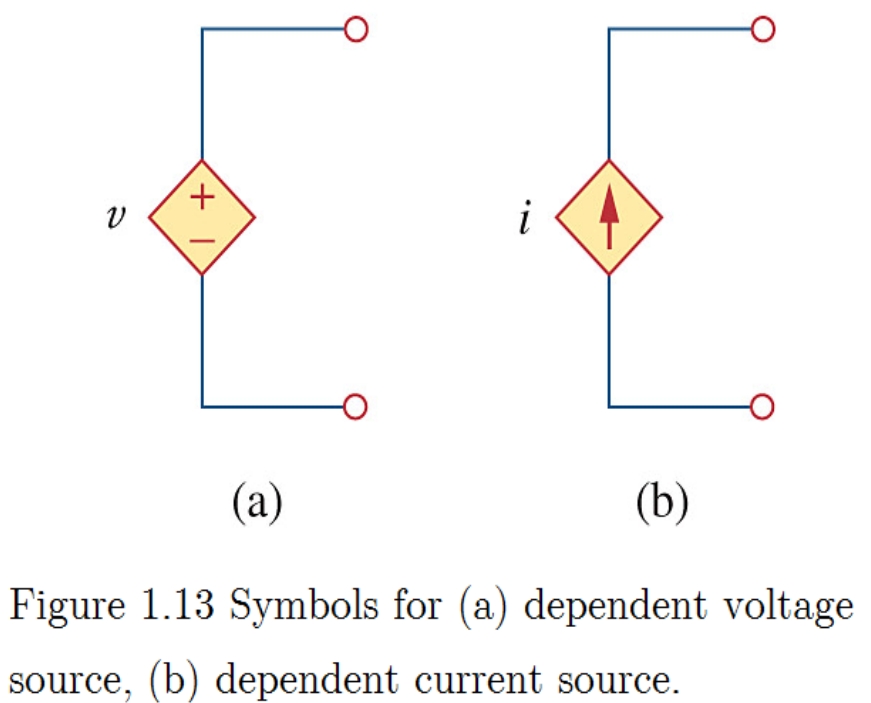 v
+
−
i
(a)
(b)
Figure 1.13 Symbols for (a) dependent voltage
source, (b) dependent current source.